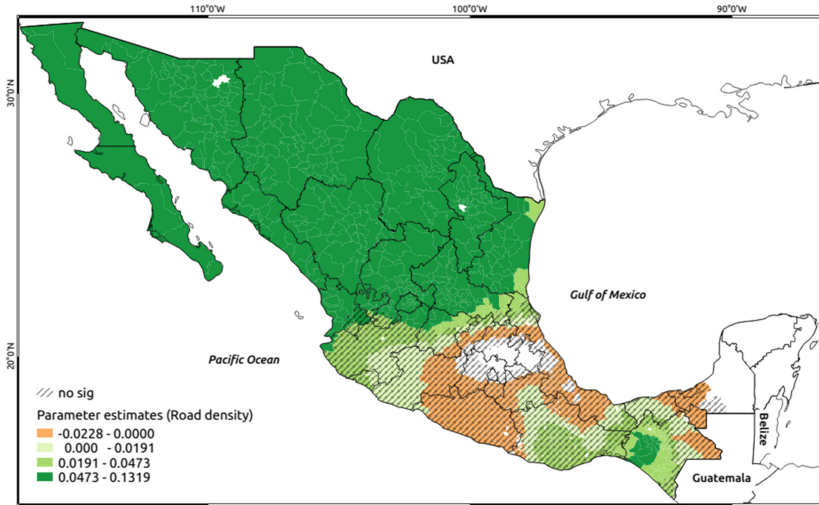 110°0'W 100°0'W 90°0'W
USA
30°0'N
Gulf of Mexico
20°0'N
Pacific Ocean
no sig
Parameter estimates (Road density)
-0.0228 - 0.0000
0.000 - 0.0191
0.0191 - 0.0473
0.0473 - 0.1319
Belize
Guatemala